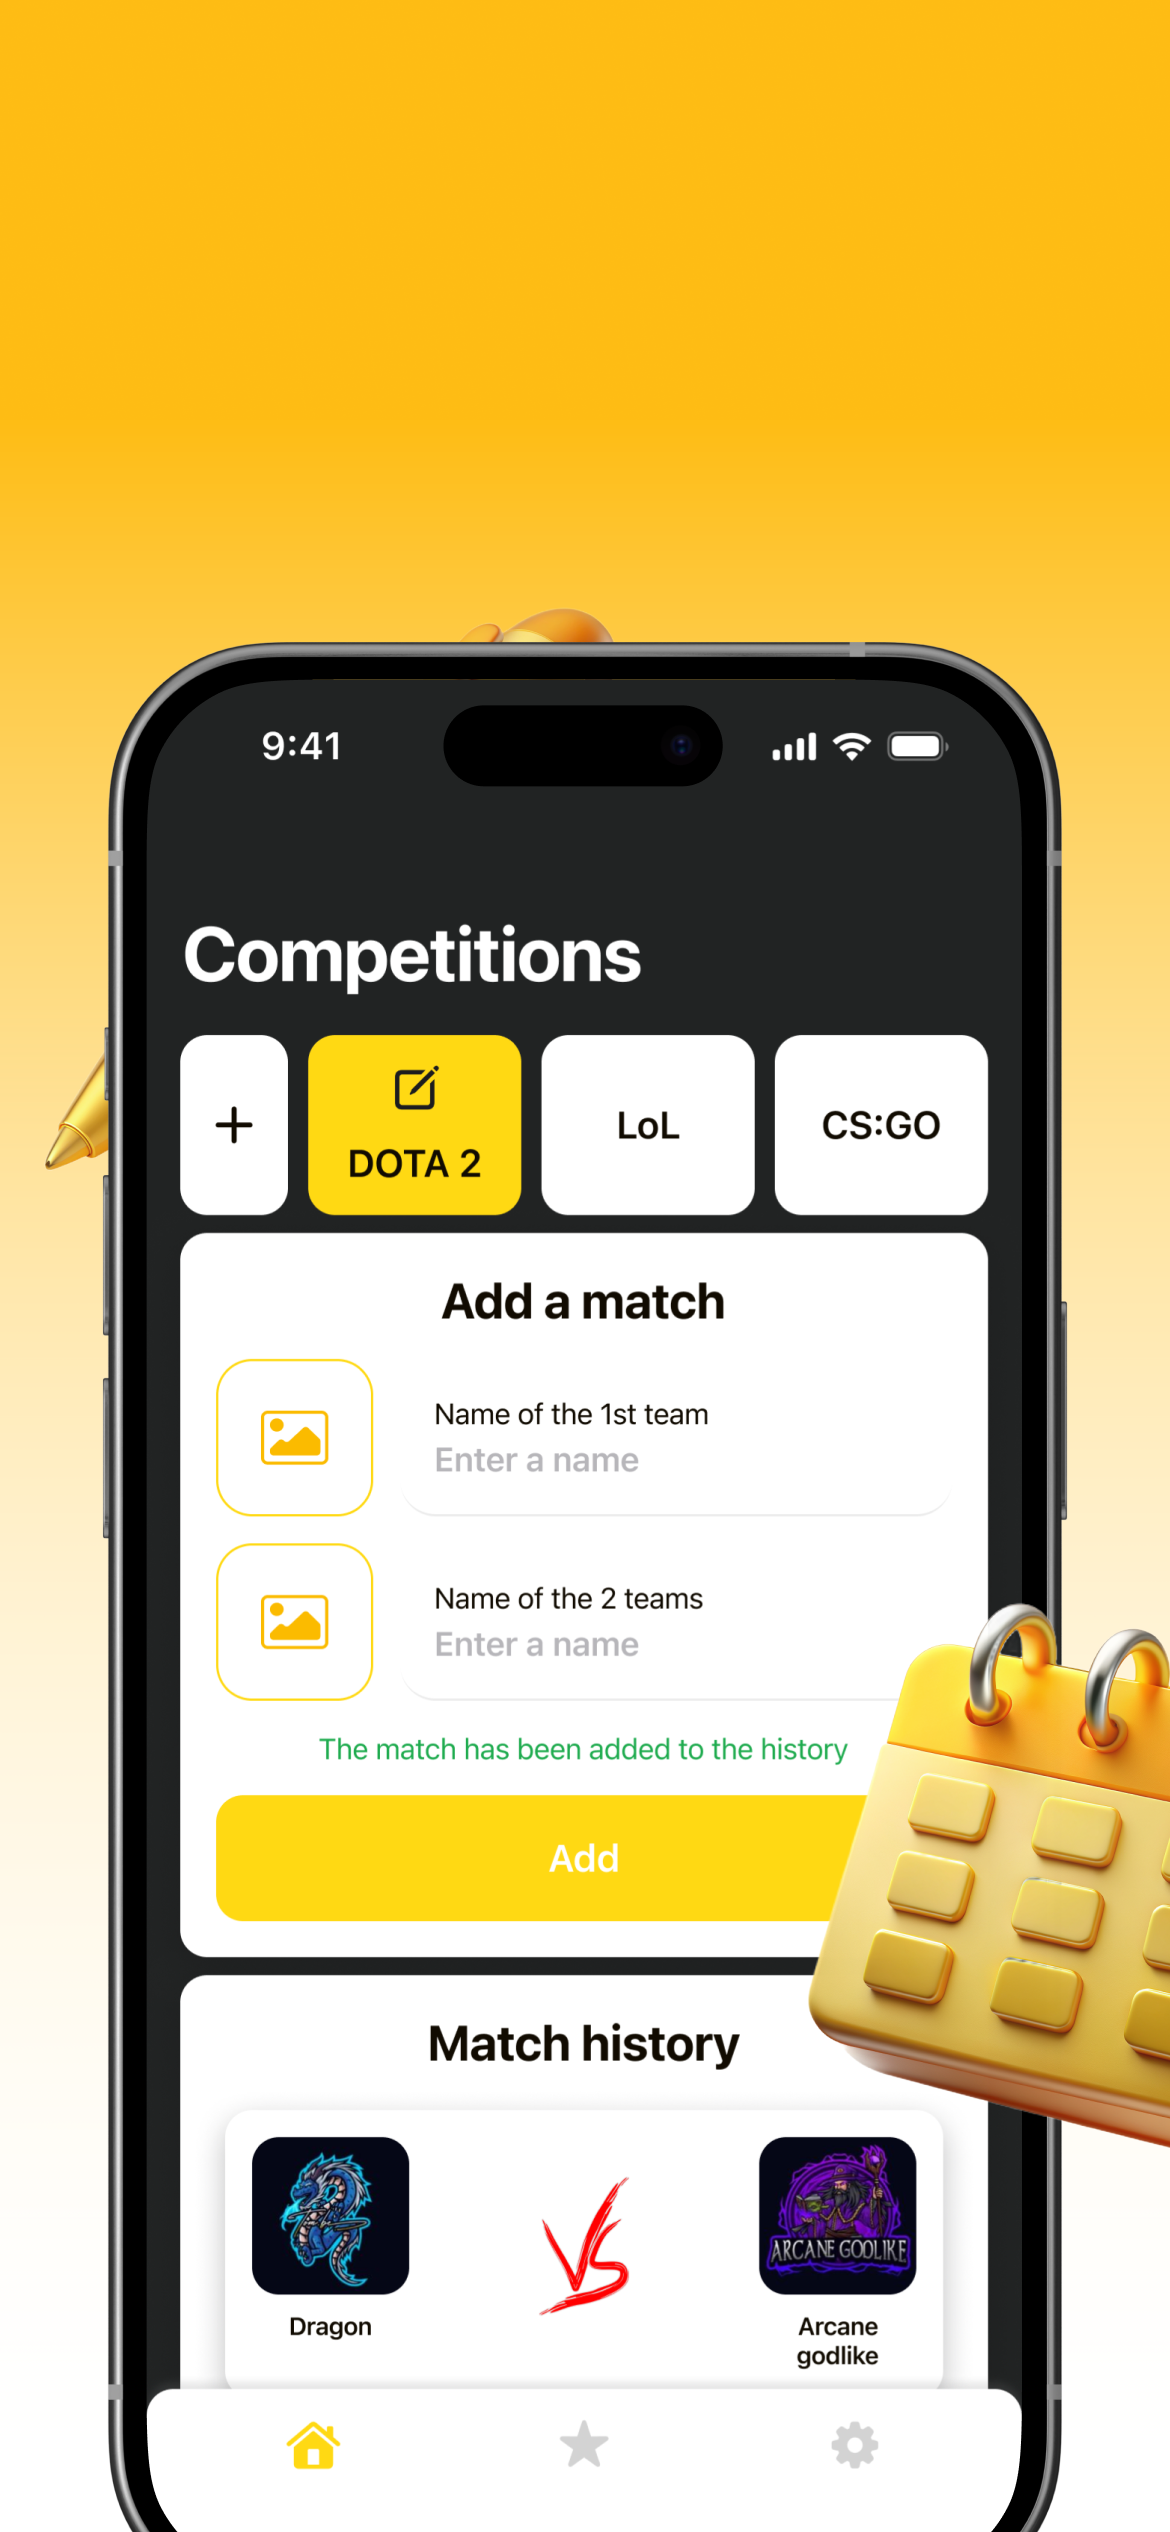 9:41
Competitions
+
DOTA 2
LoL
CS:GO
Add a match
Name of the 1st team
Enter a name
Name of the 2 teams
Enter a name
The match has been added to the history
Add
Match history
VS
ARCANE GODLIKE
Dragon
Arcane
godlike